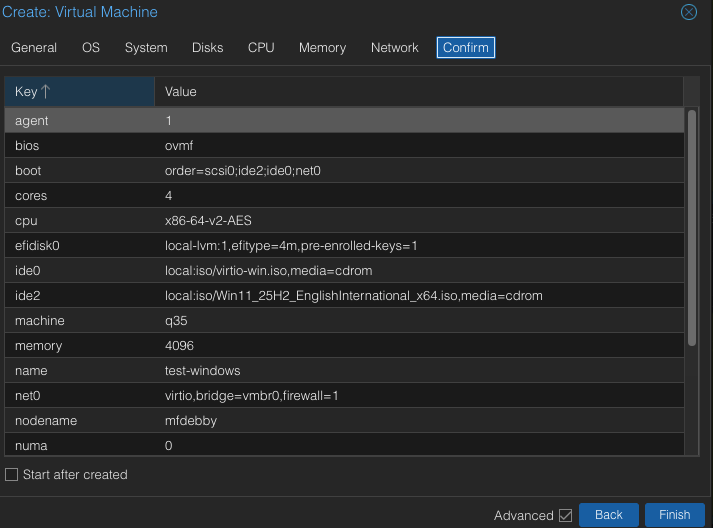 Create: Virtual Machine
General OS System Disks CPU Memory Network Confirm
Key Value
agent 1
bios ovmf
boot order=scsi0;ide2;ide0;net0
cores 4
cpu x86-64-v2-AES
efidisk0 local-lvm:1,efitype=4m,pre-enrolled-keys=1
ide0 local:iso/virtio-win.iso,media=cdrom
ide2 local:iso/Win11_25H2_EnglishInternational_x64.iso,media=cdrom
machine q35
memory 4096
name test-windows
net0 virtio,bridge=vmbr0,firewall=1
nodename mfdebby
numa 0
Start after created
Advanced Back Finish